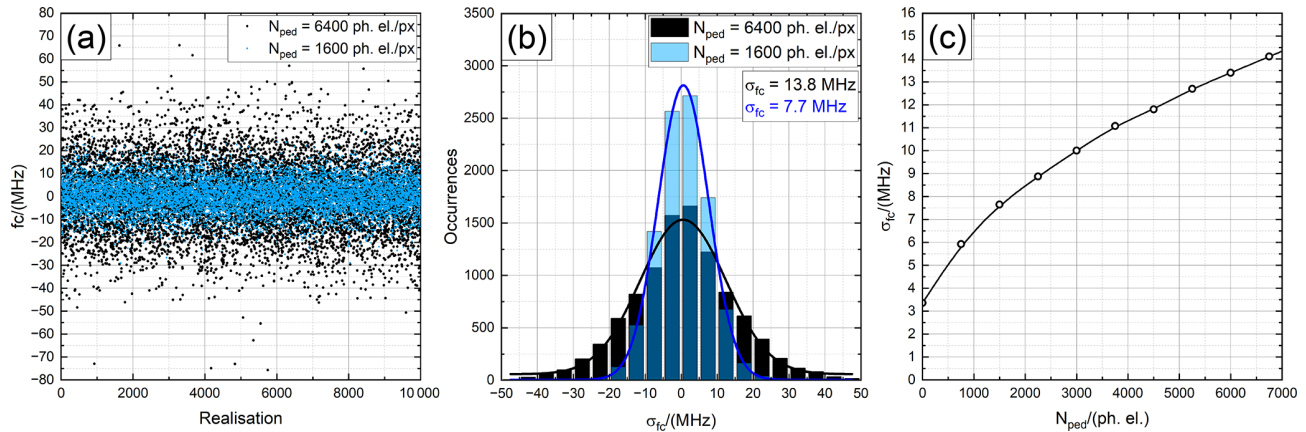 (a)
N_ped = 6400 ph. el./px
N_ped = 1600 ph. el./px
80
70
60
50
40
30
20
10
0
−10
−20
−30
−40
−50
−60
−70
−80
fc/(MHz)
0 2000 4000 6000 8000 10000
Realisation
(b)
N_ped = 6400 ph. el./px
N_ped = 1600 ph. el./px
σ_fc = 13.8 MHz
σ_fc = 7.7 MHz
3500
3000
2500
2000
1500
1000
500
0
Occurrences
−50 −40 −30 −20 −10 0 10 20 30 40 50
σ_fc/(MHz)
(c)
16
15
14
13
12
11
10
9
8
7
6
5
4
3
2
1
0
σ_fc/(MHz)
0 1000 2000 3000 4000 5000 6000 7000
N_ped/(ph. el.)